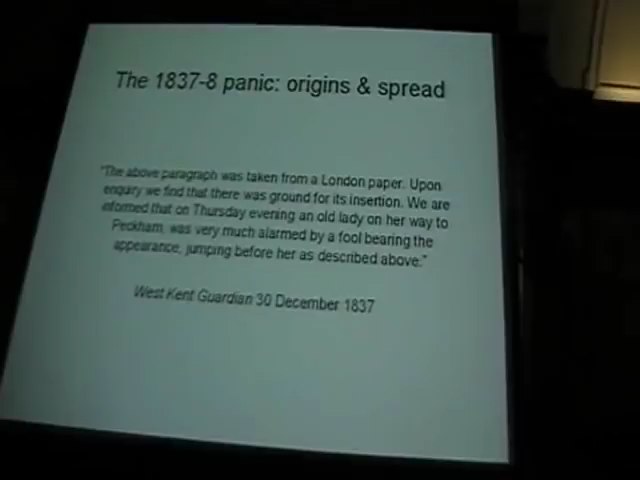 The 1837-8 panic: origins & spread
"The above paragraph was taken from a London paper. Upon
enquiry we find that there was ground for its insertion. We are
informed that on Thursday evening an old lady on her way to
Peckham, was very much alarmed by a fool bearing the
appearance, jumping before her as described above."
West Kent Guardian 30 December 1837